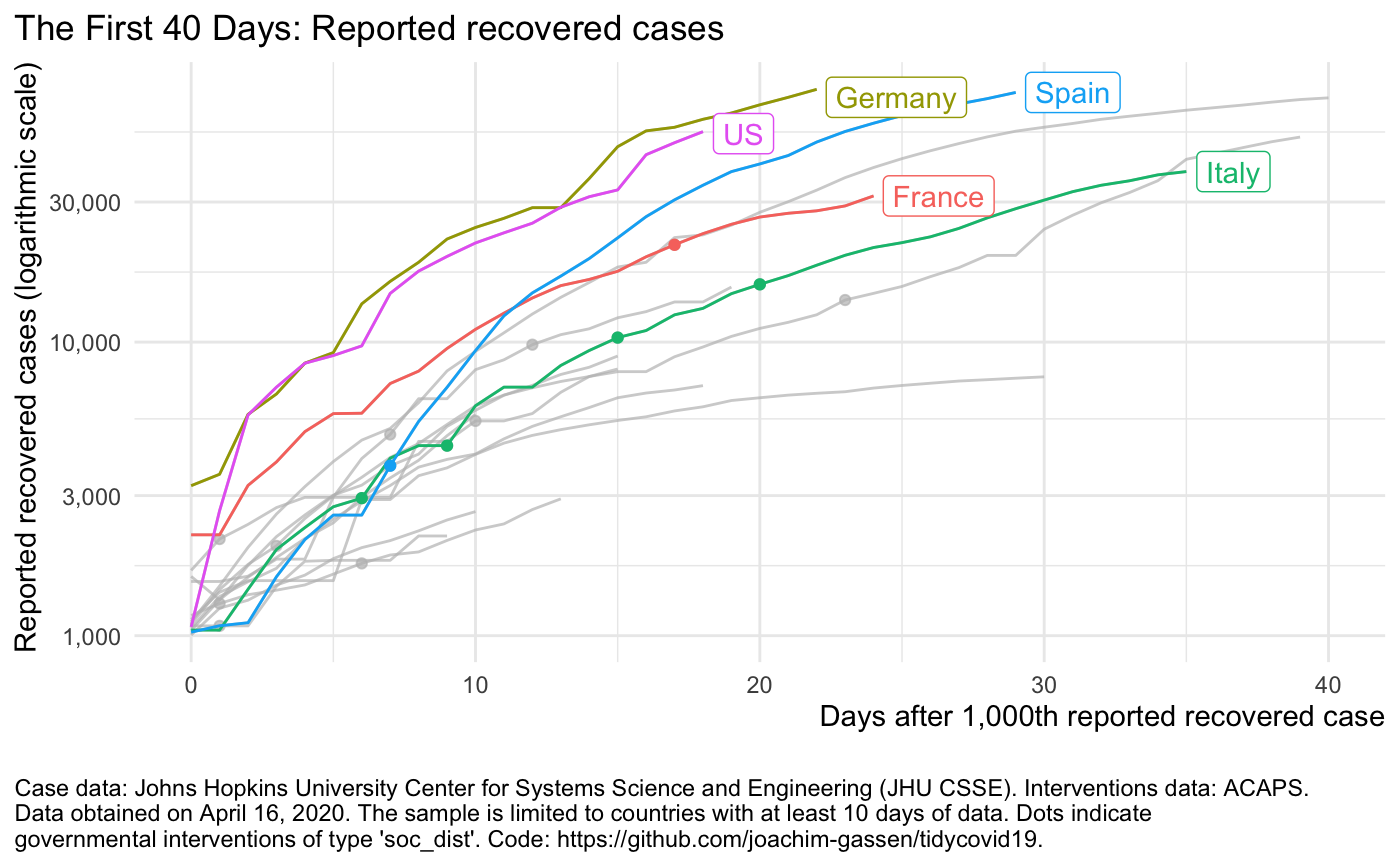 The First 40 Days: Reported recovered cases
Reported recovered cases (logarithmic scale)
30,000
10,000
3,000
1,000
Germany
Spain
US
Italy
France
0
10
20
30
40
Days after 1,000th reported recovered case
Case data: Johns Hopkins University Center for Systems Science and Engineering (JHU CSSE). Interventions data: ACAPS.
Data obtained on April 16, 2020. The sample is limited to countries with at least 10 days of data. Dots indicate
governmental interventions of type 'soc_dist'. Code: https://github.com/joachim-gassen/tidycovid19.